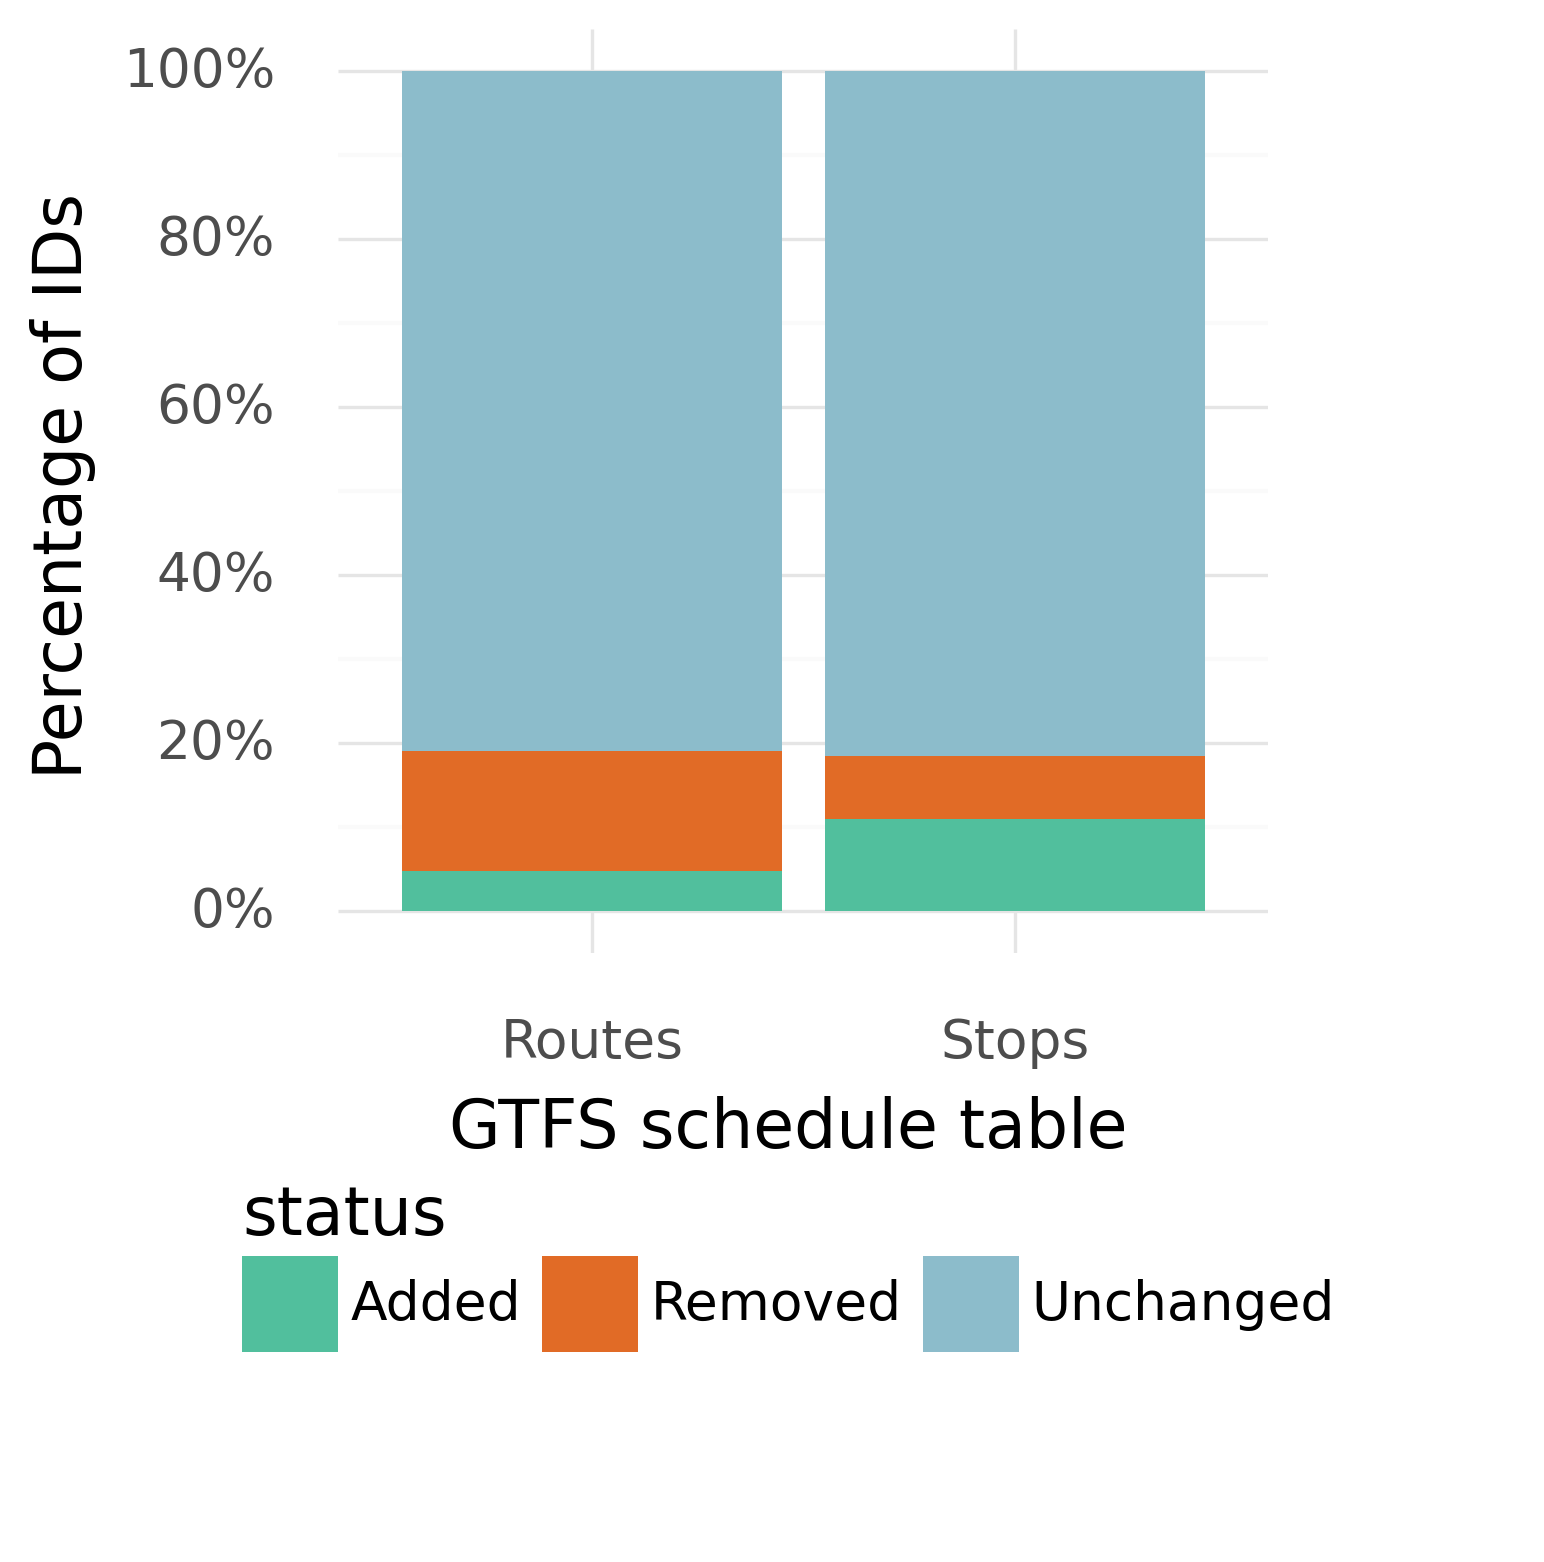 Percentage of IDs
100%
80%
60%
40%
20%
0%
Routes Stops
GTFS schedule table
status
Added Removed Unchanged